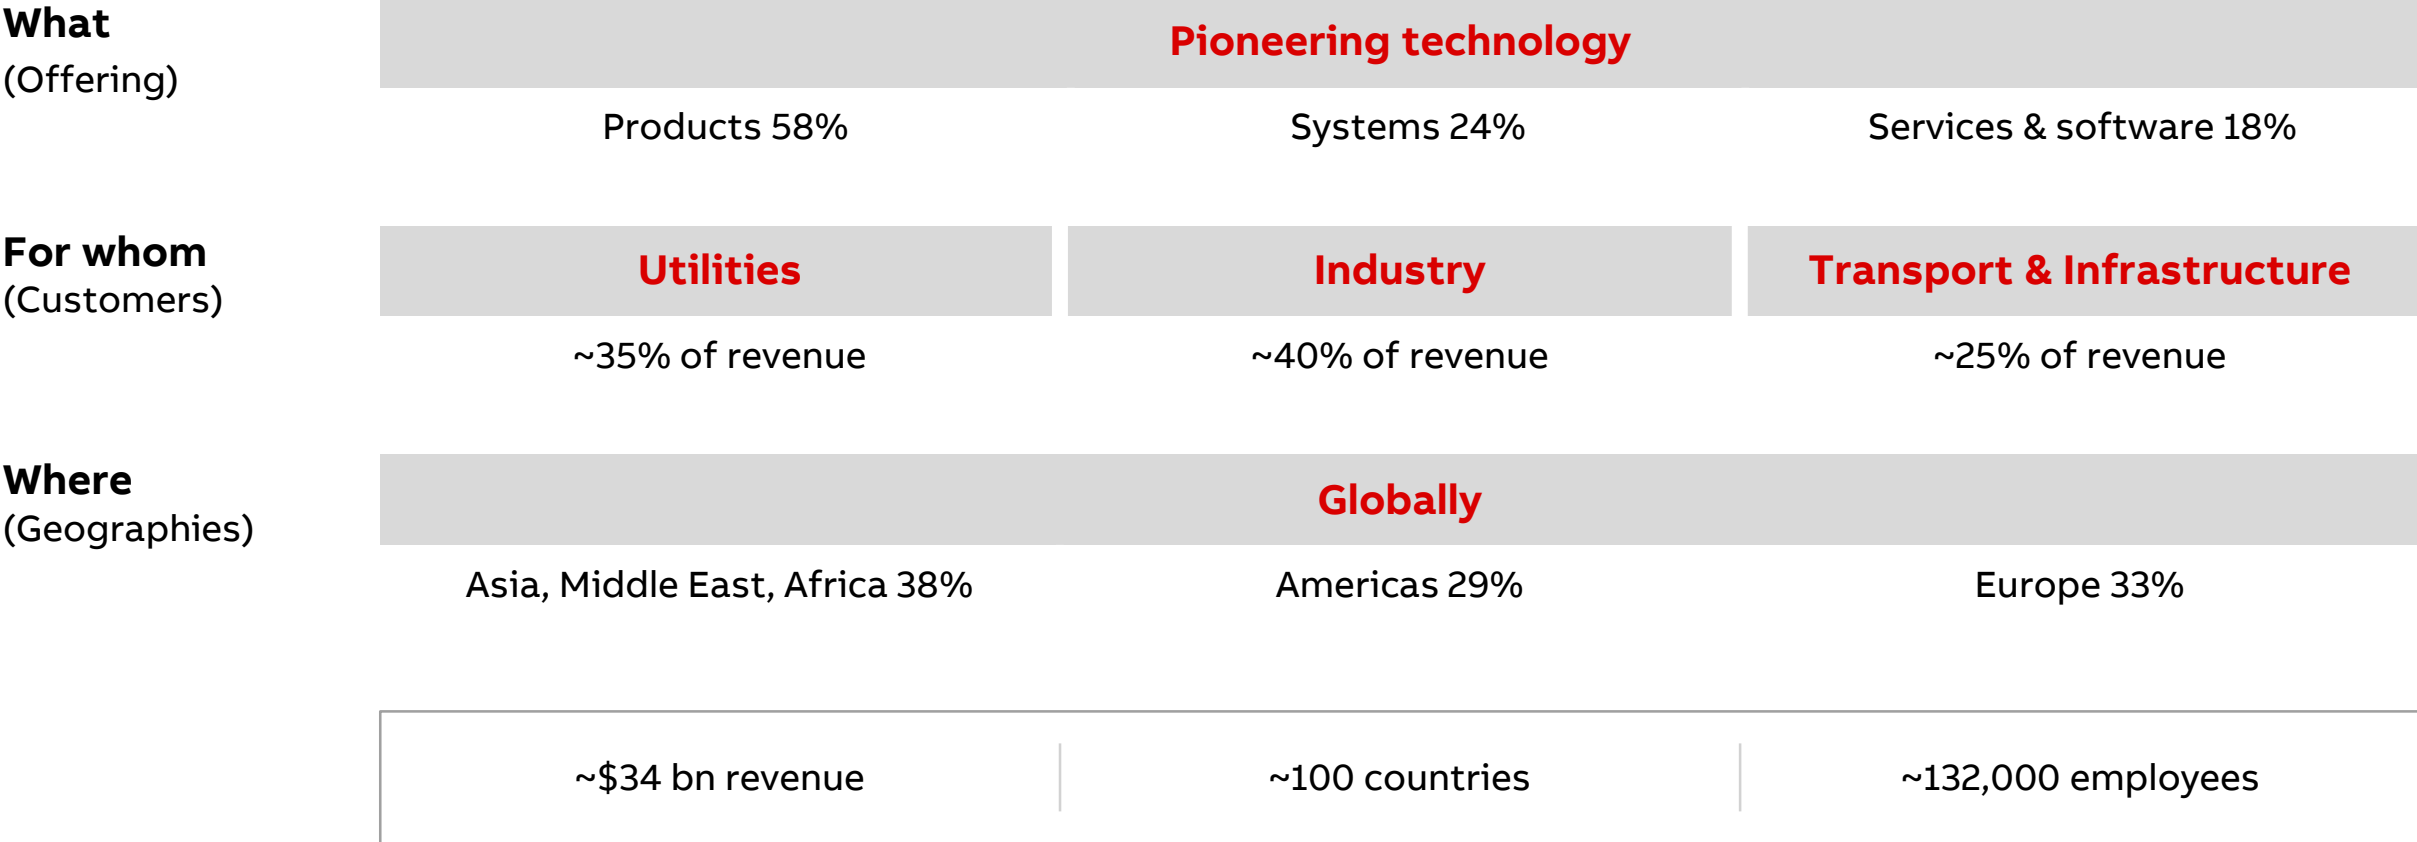 What
(Offering)
Pioneering technology
Products 58%
Systems 24%
Services & software 18%
For whom
(Customers)
Utilities
Industry
Transport & Infrastructure
~35% of revenue
~40% of revenue
~25% of revenue
Where
(Geographies)
Globally
Asia, Middle East, Africa 38%
Americas 29%
Europe 33%
~$34 bn revenue
~100 countries
~132,000 employees